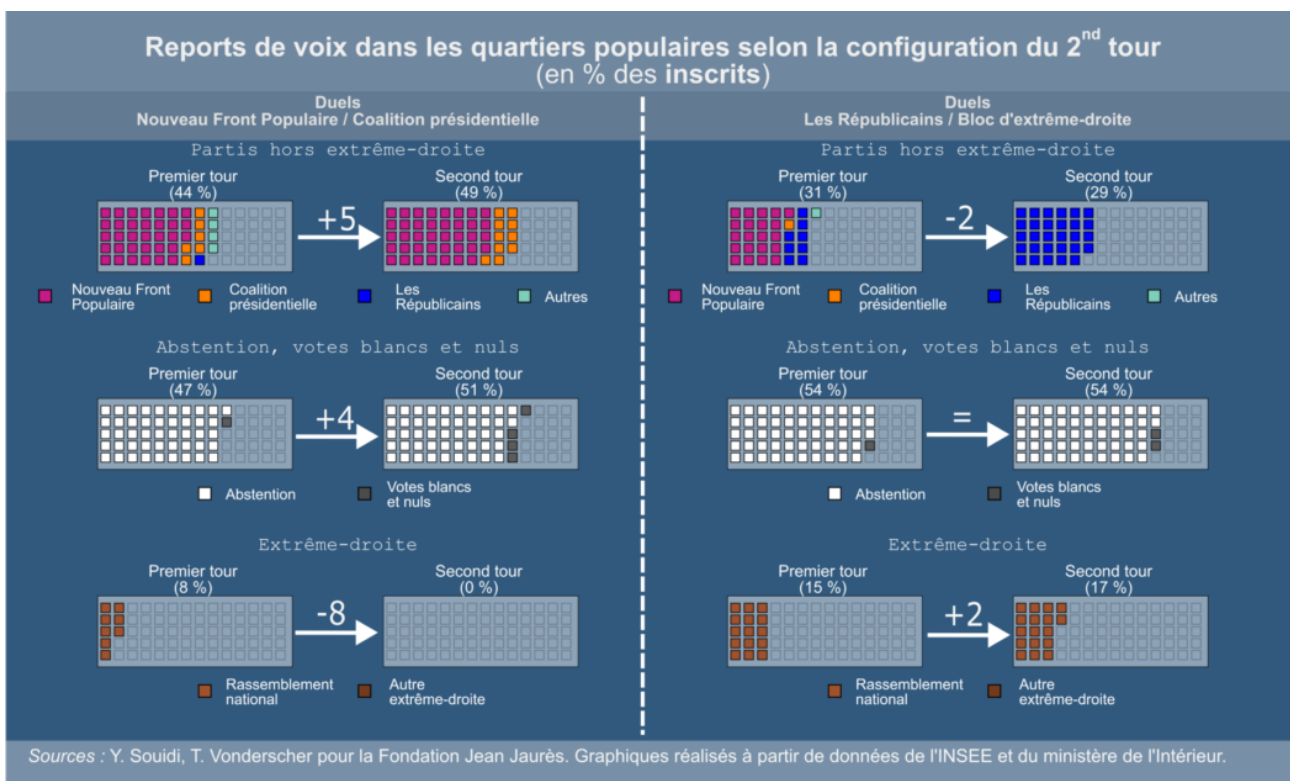 Reports de voix dans les quartiers populaires selon la configuration du 2nd tour
(en % des inscrits)
Duels
Nouveau Front Populaire / Coalition présidentielle
Partis hors extrême-droite
Premier tour
(44 %)
+5
Second tour
(49 %)
Nouveau Front
Populaire
Coalition
présidentielle
Les
Républicains
Autres
Abstention, votes blancs et nuls
Premier tour
(47 %)
+4
Second tour
(51 %)
Abstention
Votes blancs
et nuls
Extrême-droite
Premier tour
(8 %)
-8
Second tour
(0 %)
Rassemblement
national
Autre
extrême-droite
Duels
Les Républicains / Bloc d'extrême-droite
Partis hors extrême-droite
Premier tour
(31 %)
-2
Second tour
(29 %)
Nouveau Front
Populaire
Coalition
présidentielle
Les
Républicains
Autres
Abstention, votes blancs et nuls
Premier tour
(54 %)
=
Second tour
(54 %)
Abstention
Votes blancs
et nuls
Extrême-droite
Premier tour
(15 %)
+2
Second tour
(17 %)
Rassemblement
national
Autre
extrême-droite
Sources : Y. Souidi, T. Vonderscher pour la Fondation Jean Jaurès. Graphiques réalisés à partir de données de l'INSEE et du ministère de l'Intérieur.